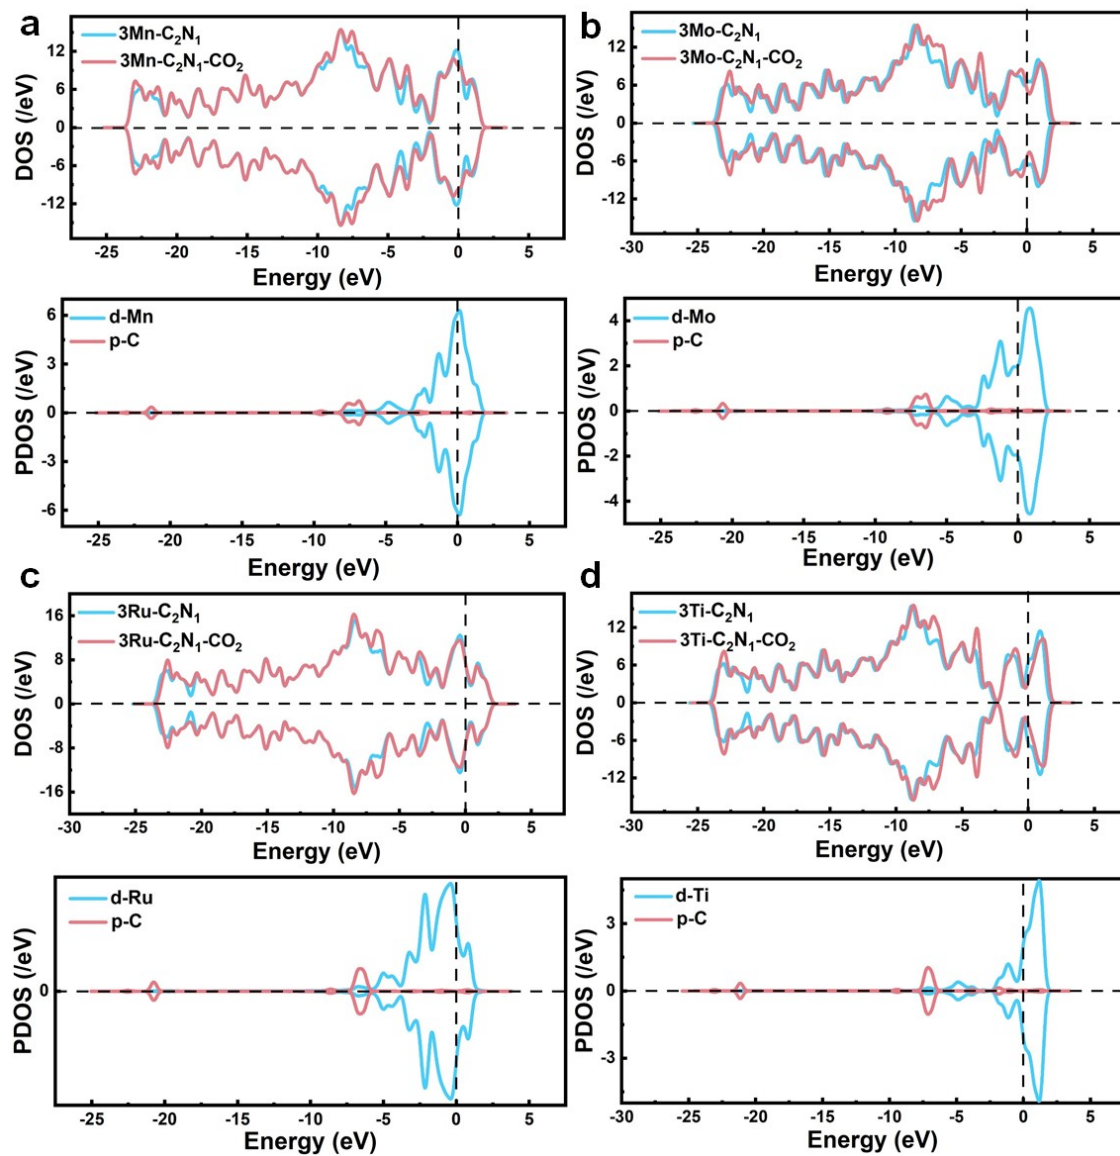 a
3Mn-C₂N₁
3Mn-C₂N₁-CO₂
DOS (/eV)
12
6
0
-6
-12
-25 -20 -15 -10 -5 0 5
Energy (eV)
d-Mn
p-C
PDOS (/eV)
6
3
0
-3
-6
-25 -20 -15 -10 -5 0 5
Energy (eV)
b
3Mo-C₂N₁
3Mo-C₂N₁-CO₂
DOS (/eV)
12
6
0
-6
-12
-30 -25 -20 -15 -10 -5 0 5
Energy (eV)
d-Mo
p-C
PDOS (/eV)
4
2
0
-2
-4
-25 -20 -15 -10 -5 0 5
Energy (eV)
c
3Ru-C₂N₁
3Ru-C₂N₁-CO₂
DOS (/eV)
16
8
0
-8
-16
-30 -25 -20 -15 -10 -5 0 5
Energy (eV)
d-Ru
p-C
PDOS (/eV)
0
-25 -20 -15 -10 -5 0 5
Energy (eV)
d
3Ti-C₂N₁
3Ti-C₂N₁-CO₂
DOS (/eV)
12
6
0
-6
-12
-30 -25 -20 -15 -10 -5 0 5
Energy (eV)
d-Ti
p-C
PDOS (/eV)
3
0
-3
-30 -25 -20 -15 -10 -5 0 5
Energy (eV)